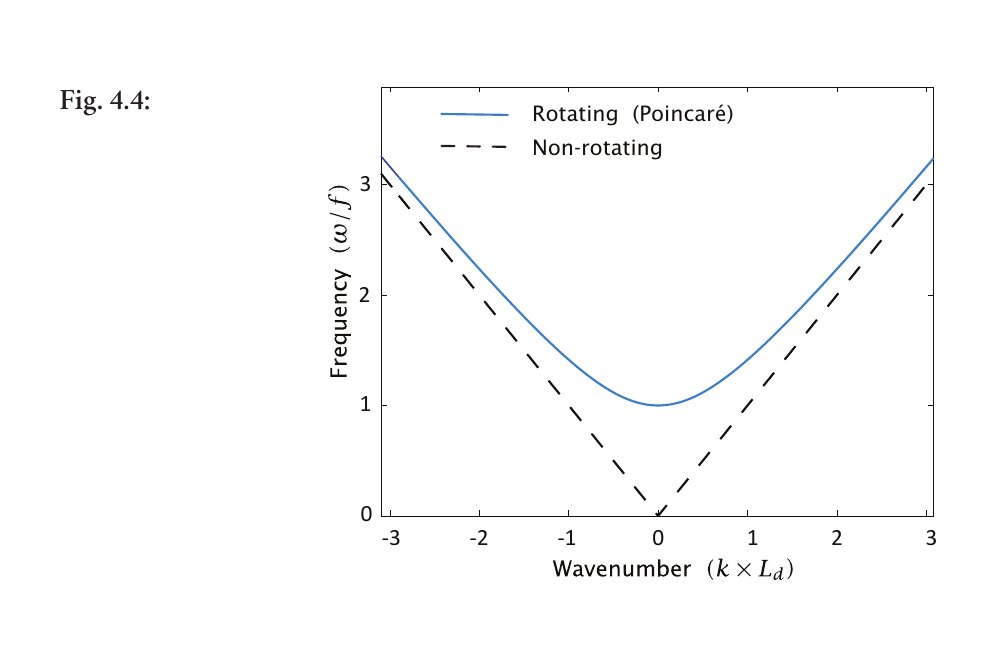 Fig. 4.4:
Rotating (Poincaré)
Non-rotating
Frequency (ω/f)
3
2
1
0
-3 -2 -1 0 1 2 3
Wavenumber (k × L_d)